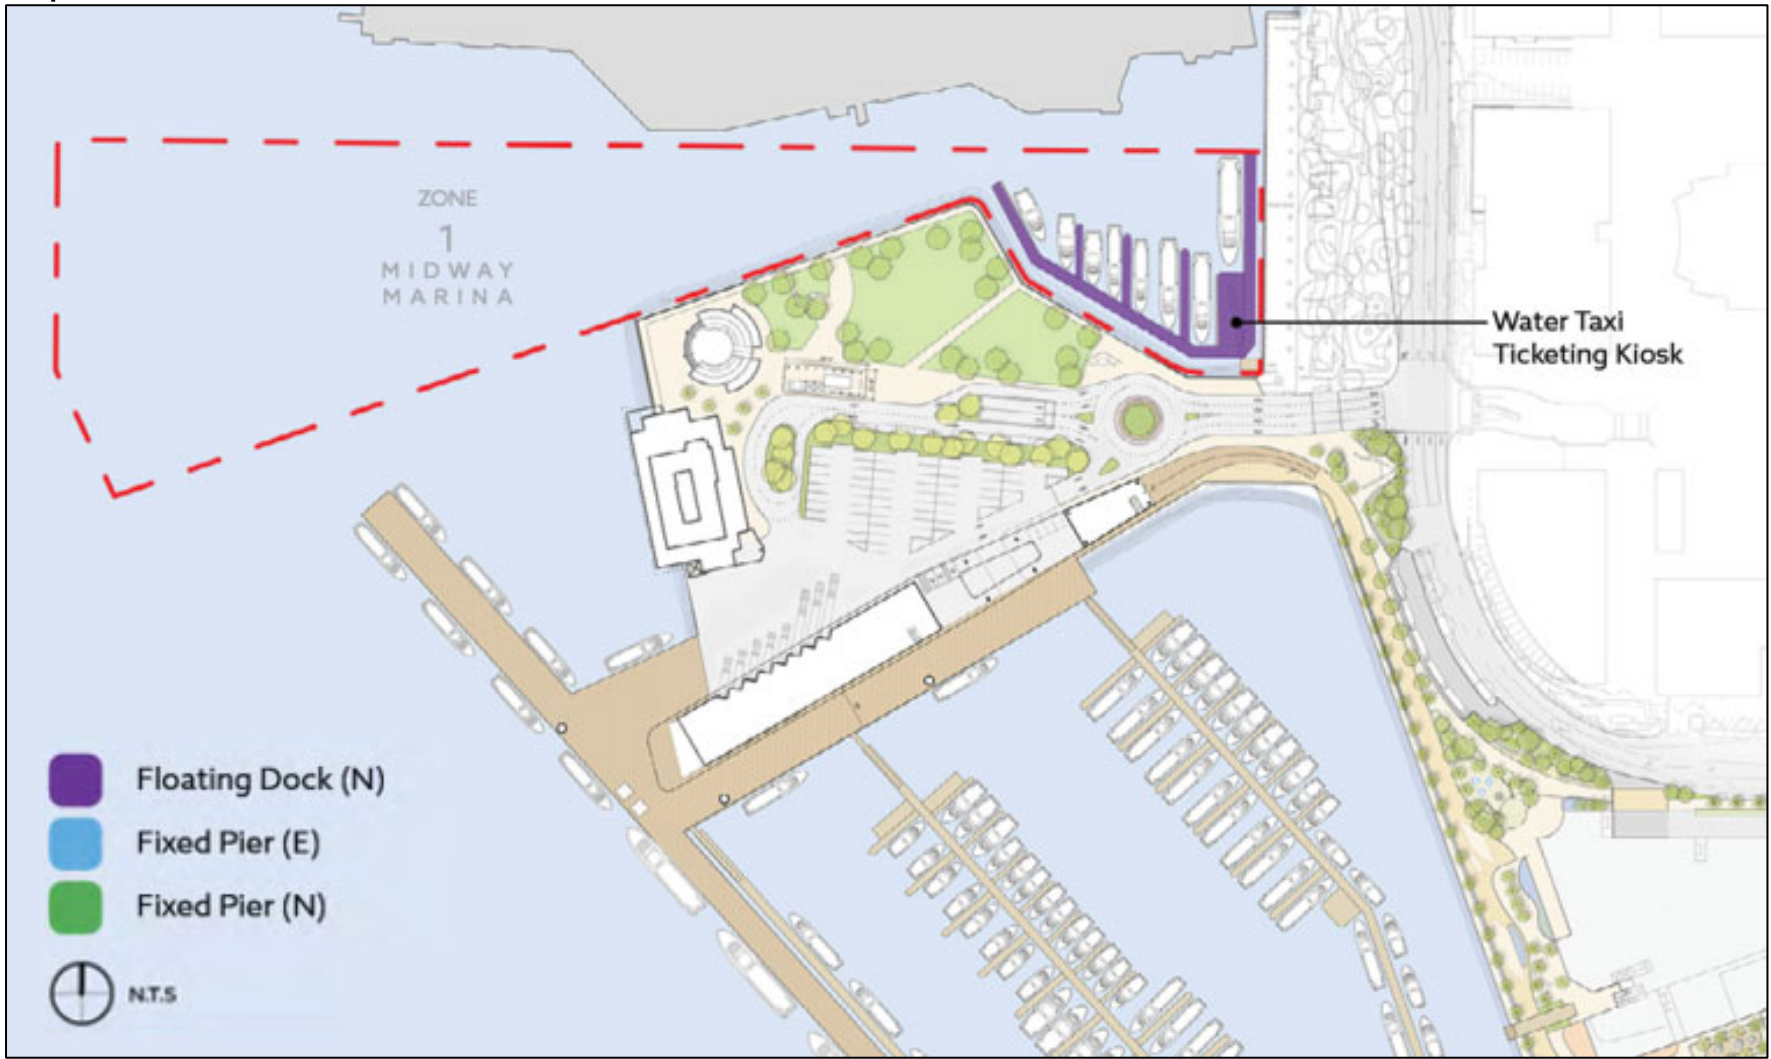 ZONE
1
MIDWAY
MARINA
Water Taxi
Ticketing Kiosk
Floating Dock (N)
Fixed Pier (E)
Fixed Pier (N)
N.T.S